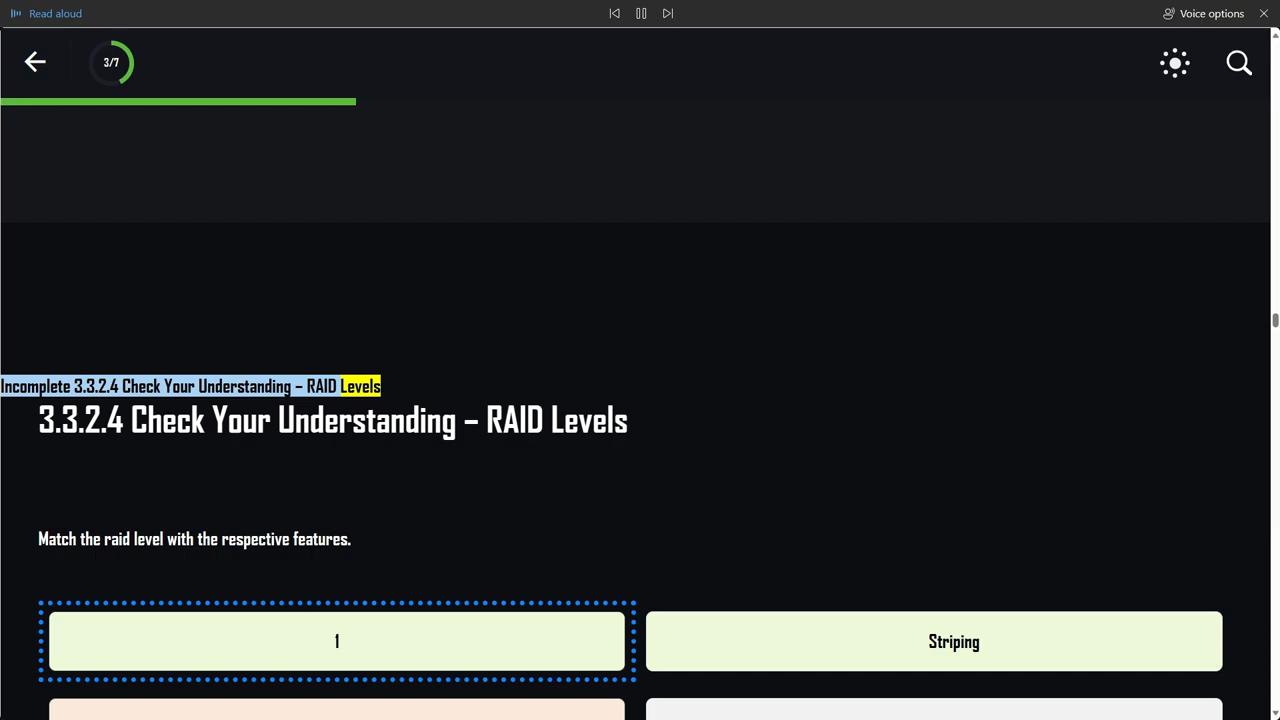 Read aloud
Voice options
3/7
Incomplete 3.3.2.4 Check Your Understanding – RAID Levels
3.3.2.4 Check Your Understanding – RAID Levels
Match the raid level with the respective features.
1
Striping